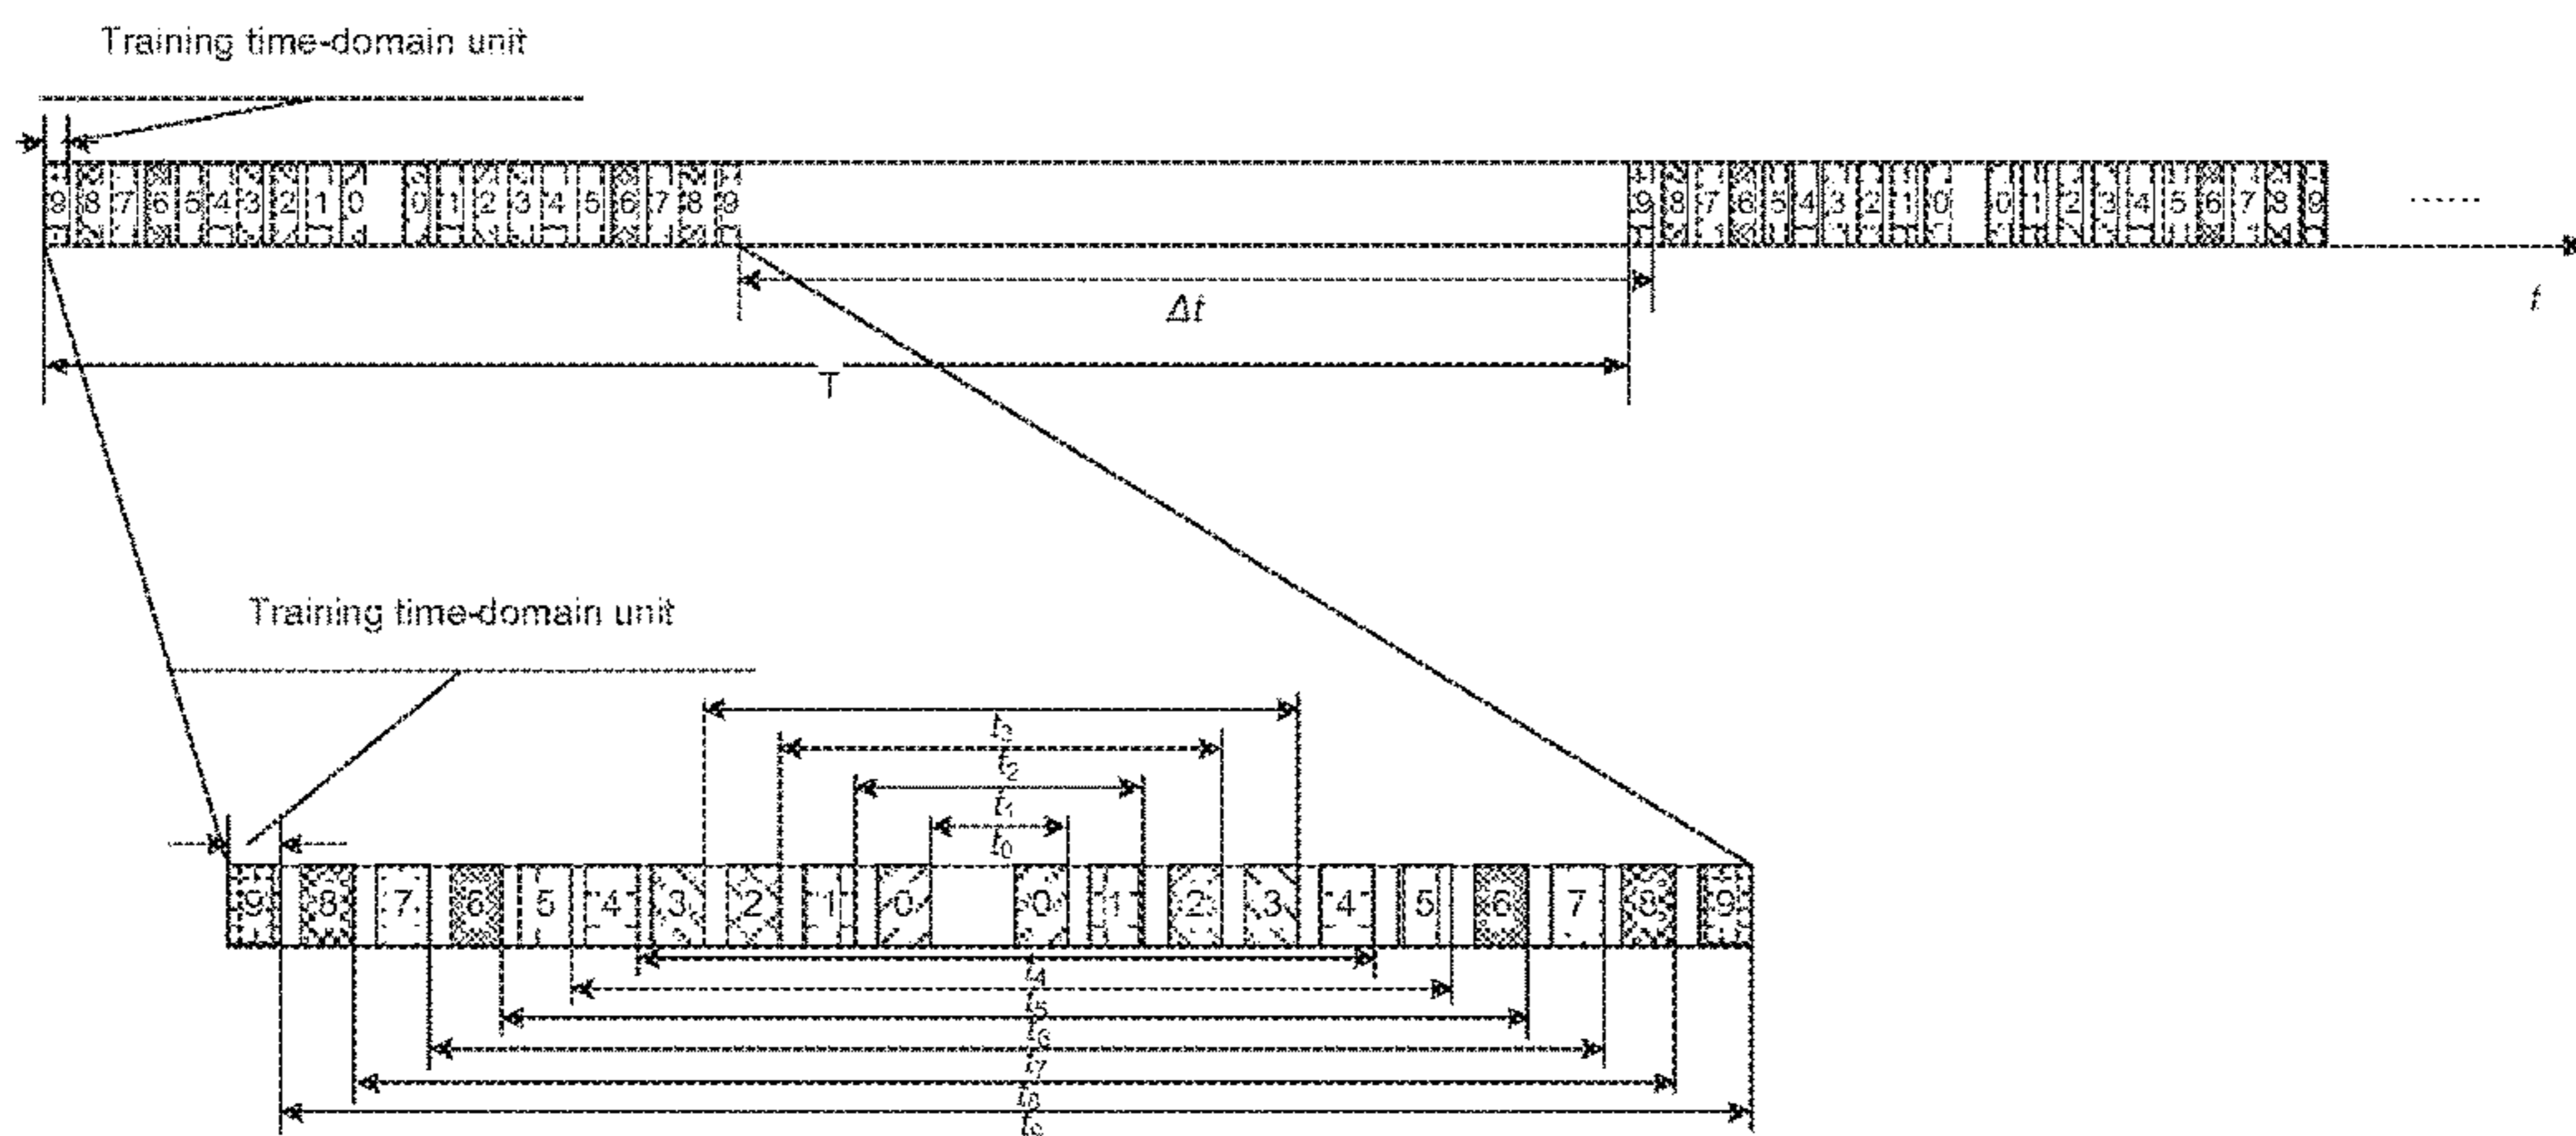 Training time-domain unit
9 8 7 6 5 4 3 2 1 0 0 1 2 3 4 5 6 7 8 9 9 8 7 6 5 4 3 2 1 0 0 1 2 3 4 5 6 7 8 9 ......
Δt
t
T
Training time-domain unit
t3
t2
t1
t0
9 8 7 6 5 4 3 2 1 0 0 1 2 3 4 5 6 7 8 9
t4
t5
t6
t7
t8
t9